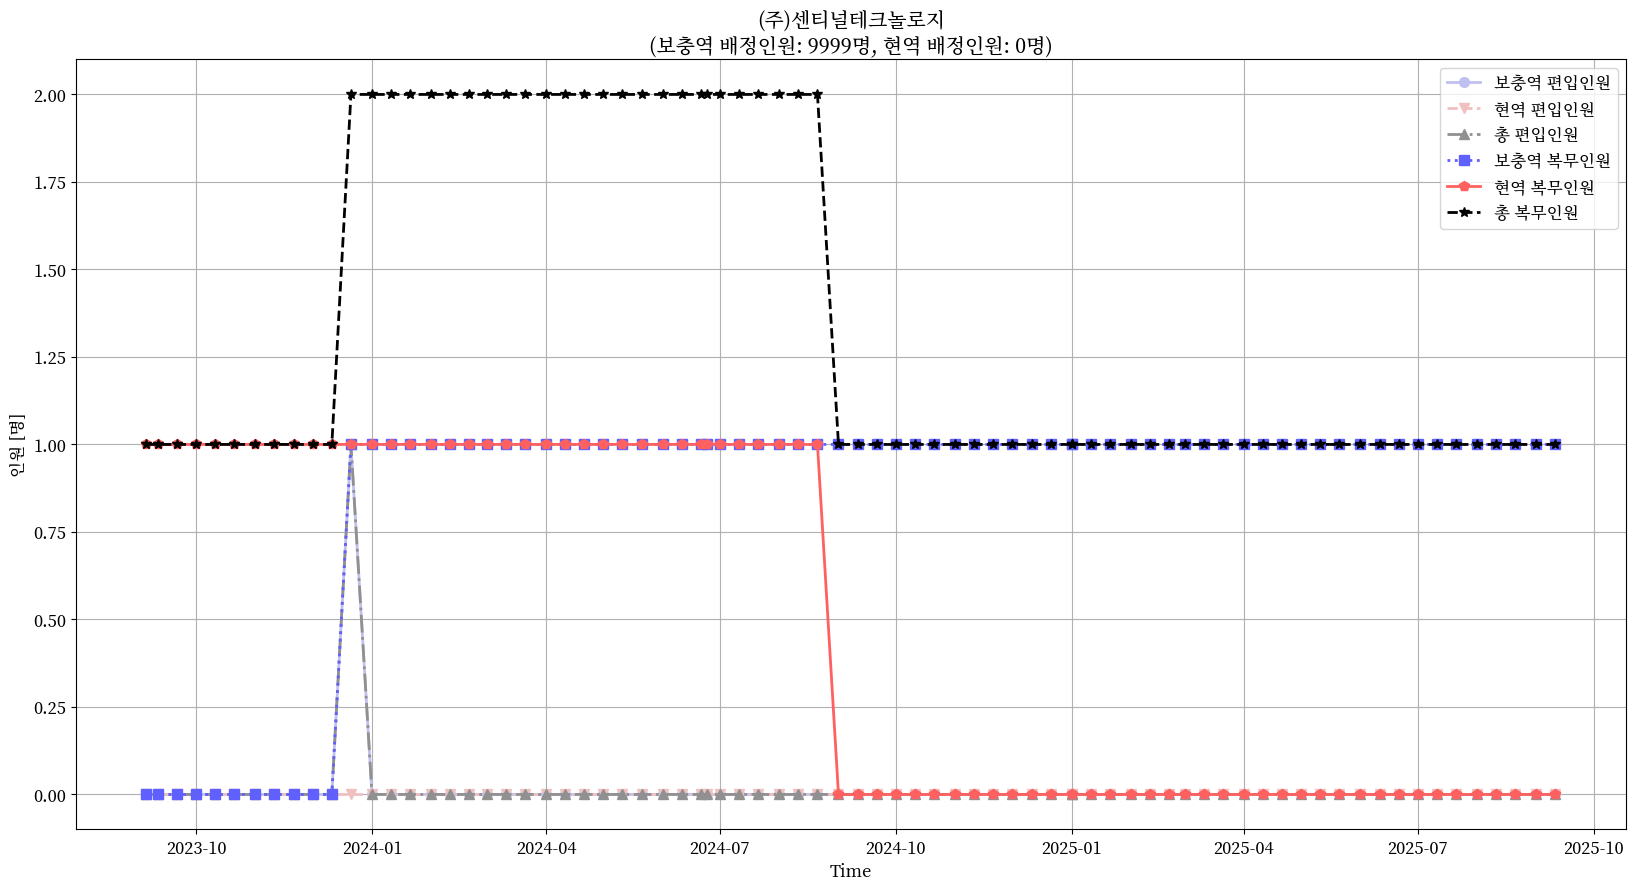 (주)센티널테크놀로지
(보충역 배정인원: 9999명, 현역 배정인원: 0명)
보충역 편입인원
현역 편입인원
총 편입인원
보충역 복무인원
현역 복무인원
총 복무인원
인원 [명]
2.00
1.75
1.50
1.25
1.00
0.75
0.50
0.25
0.00
2023-10
2024-01
2024-04
2024-07
2024-10
2025-01
2025-04
2025-07
2025-10
Time